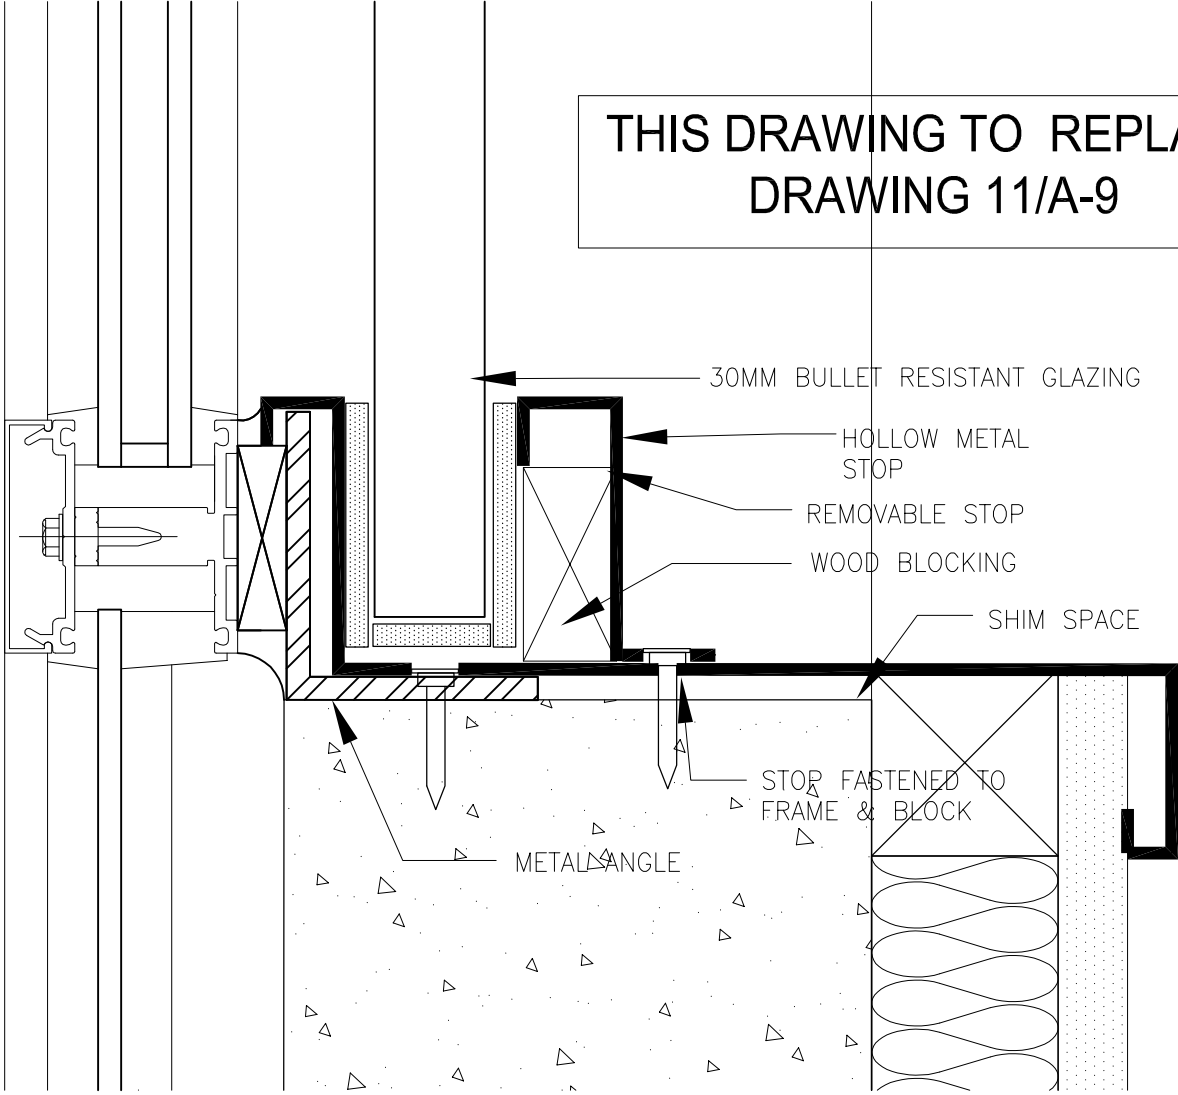 THIS DRAWING TO REPLA
DRAWING 11/A-9
30MM BULLET RESISTANT GLAZING
HOLLOW METAL
STOP
REMOVABLE STOP
WOOD BLOCKING
SHIM SPACE
STOP FASTENED TO
FRAME & BLOCK
METAL ANGLE